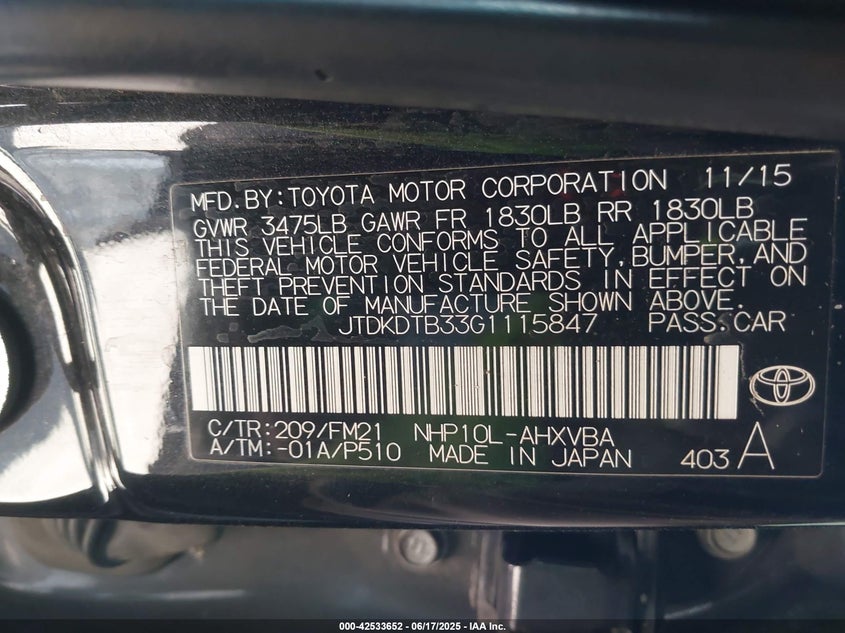 MFD.BY:TOYOTA MOTOR CORPORATION 11/15
GVWR 3475LB GAWR FR 1830LB RR 1830LB
THIS VEHICLE CONFORMS TO ALL APPLICABLE
FEDERAL MOTOR VEHICLE SAFETY,BUMPER,AND
THEFT PREVENTION STANDARDS IN EFFECT ON
THE DATE OF MANUFACTURE SHOWN ABOVE.
JTDKDTB33G1115847 PASS.CAR
C/TR:209/FM21 NHP10L-AHXVBA
A/TM:-01A/P510 MADE IN JAPAN 403 A
000-42533652 - 06/17/2025 - IAA Inc.